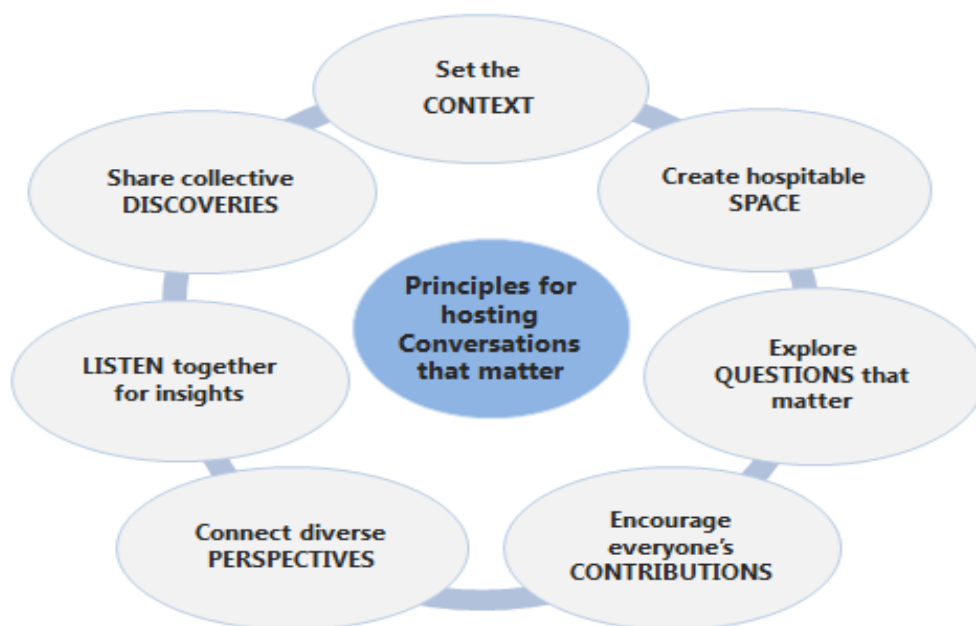 Set the
CONTEXT
Create hospitable
SPACE
Explore
QUESTIONS that
matter
Encourage
everyone’s
CONTRIBUTIONS
Connect diverse
PERSPECTIVES
LISTEN together
for insights
Share collective
DISCOVERIES
Principles for
hosting
Conversations
that matter